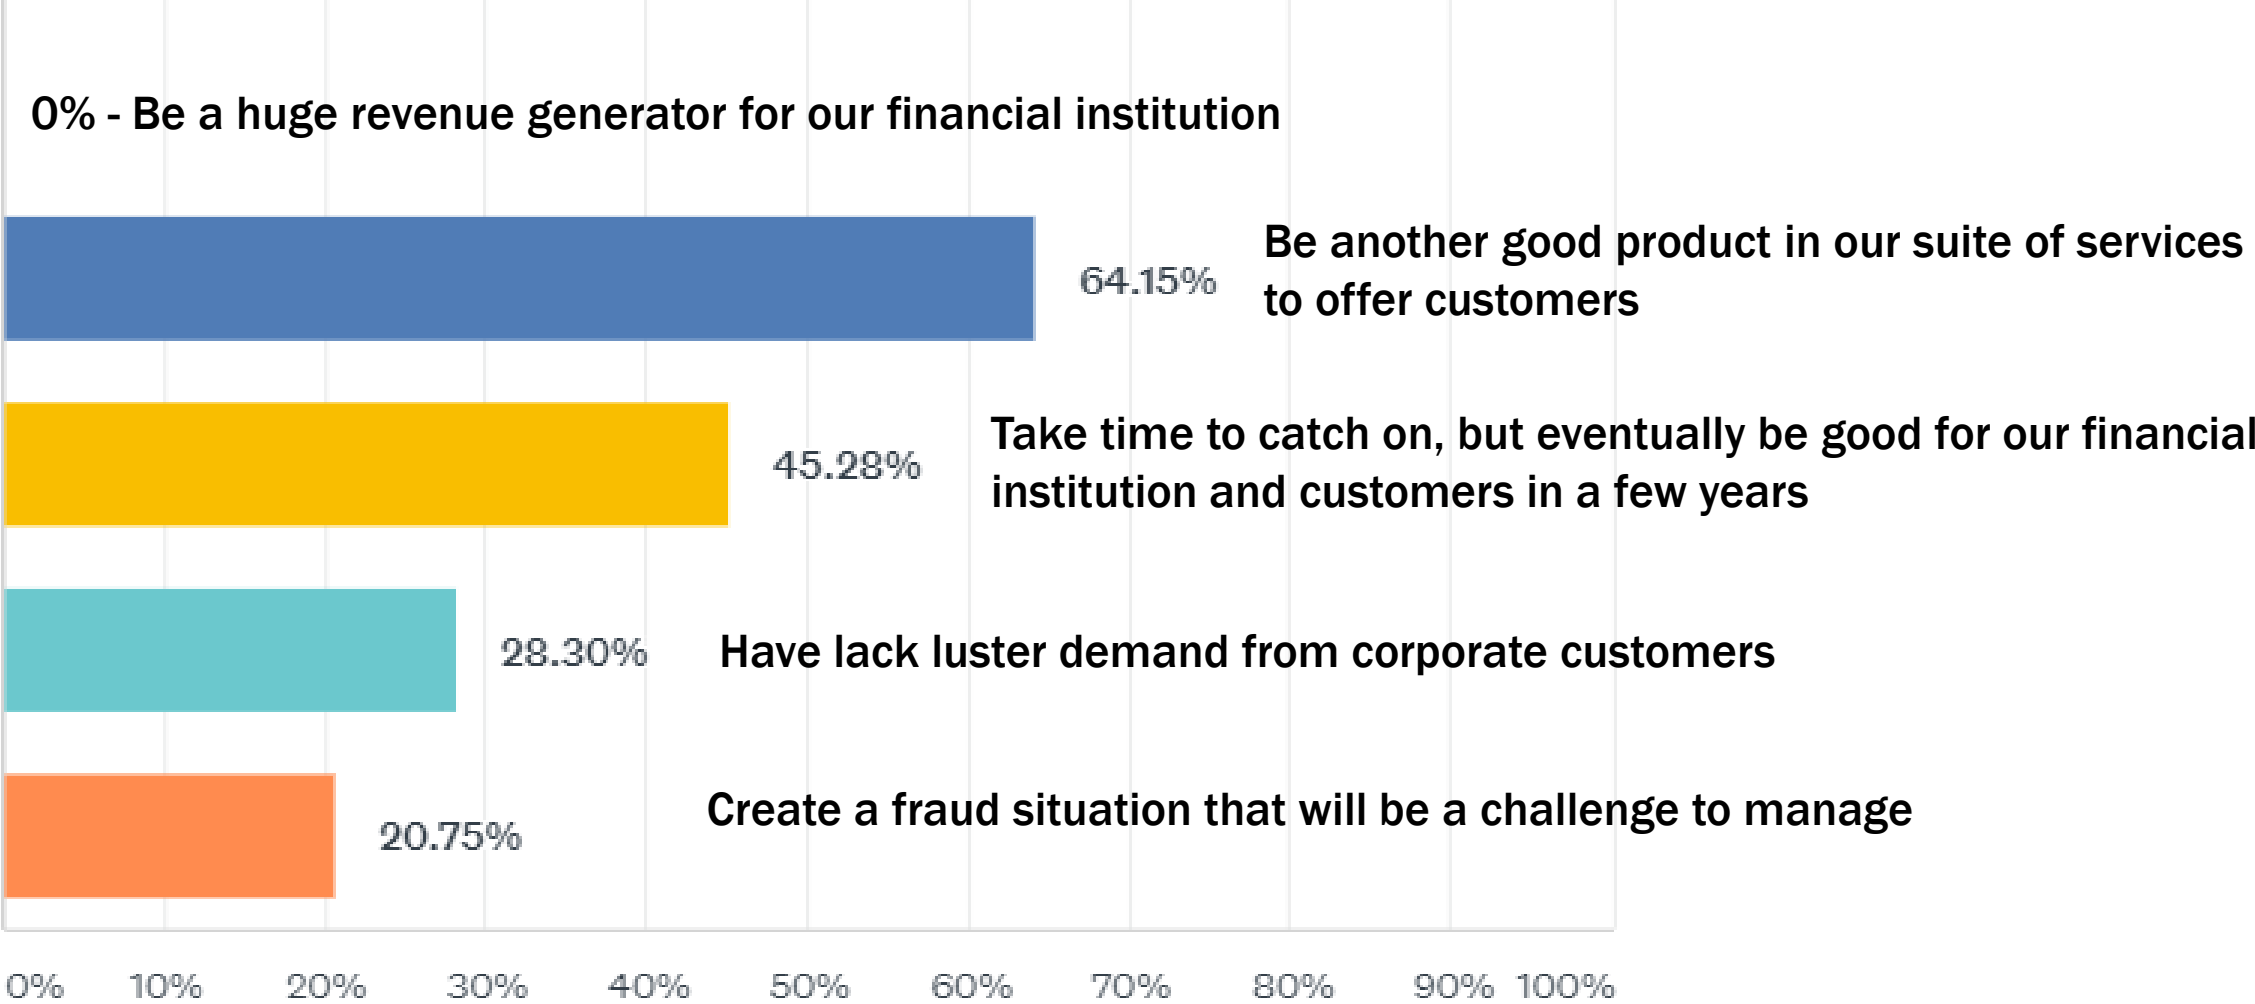 0% - Be a huge revenue generator for our financial institution
64.15%
Be another good product in our suite of services
to offer customers
45.28%
Take time to catch on, but eventually be good for our financial
institution and customers in a few years
28.30%
Have lack luster demand from corporate customers
20.75%
Create a fraud situation that will be a challenge to manage
0% 10% 20% 30% 40% 50% 60% 70% 80% 90% 100%